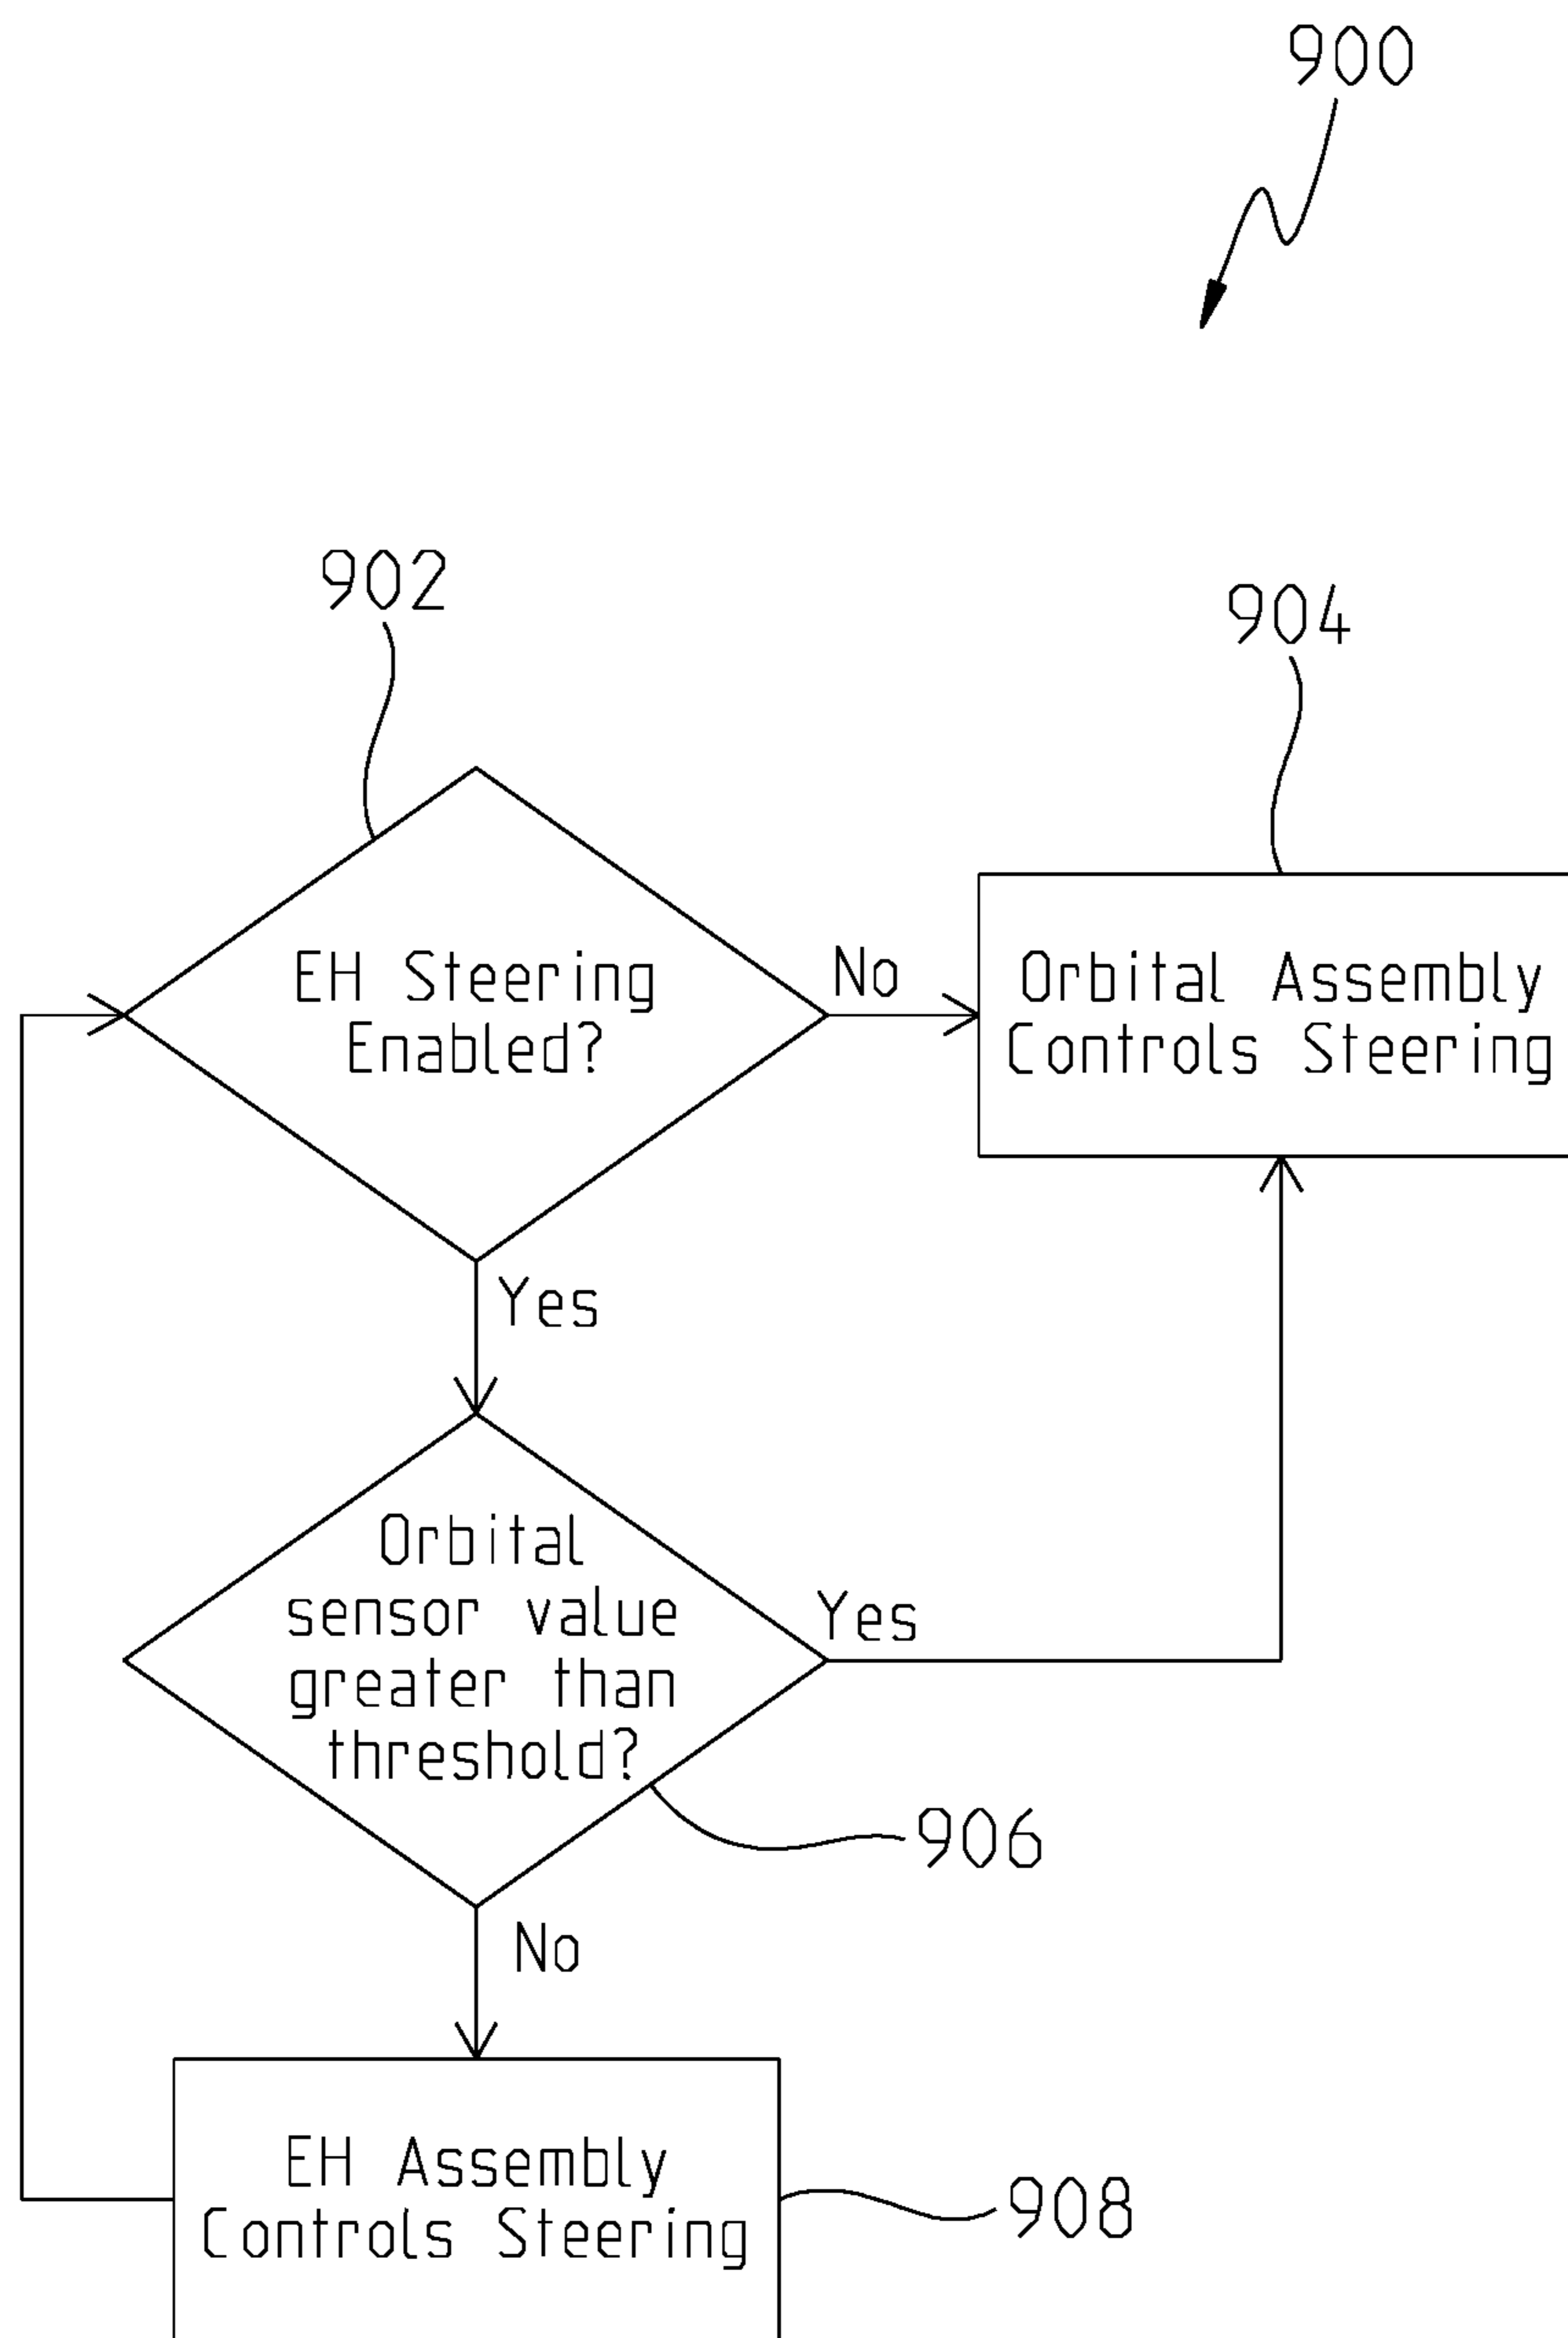 900
902
904
EH Steering
Enabled?
No
Orbital Assembly
Controls Steering
Yes
Orbital
sensor value
greater than
threshold?
Yes
906
No
EH Assembly
Controls Steering
908